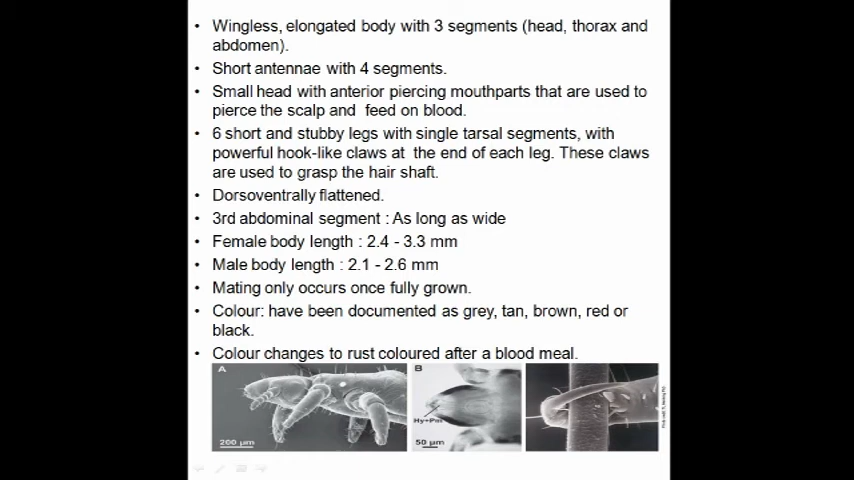 • Wingless, elongated body with 3 segments (head, thorax and
abdomen).
• Short antennae with 4 segments.
• Small head with anterior piercing mouthparts that are used to
pierce the scalp and feed on blood.
• 6 short and stubby legs with single tarsal segments, with
powerful hook-like claws at the end of each leg. These claws
are used to grasp the hair shaft.
• Dorsoventrally flattened.
• 3rd abdominal segment : As long as wide
• Female body length : 2.4 - 3.3 mm
• Male body length : 2.1 - 2.6 mm
• Mating only occurs once fully grown.
• Colour: have been documented as grey, tan, brown, red or
black.
• Colour changes to rust coloured after a blood meal.
A
200 µm
B
50 µm